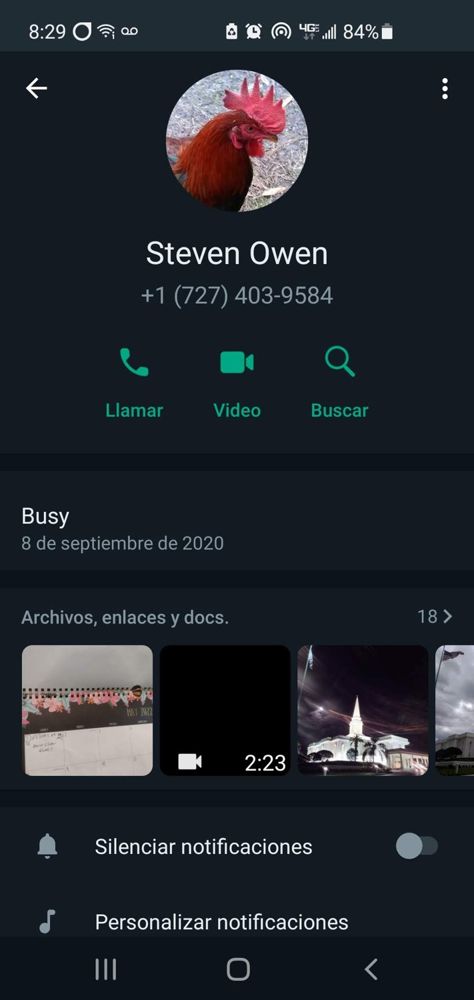 8:29
4G
84%
Steven Owen
+1 (727) 403-9584
Llamar Video Buscar
Busy
8 de septiembre de 2020
Archivos, enlaces y docs. 18
2:23
Silenciar notificaciones
Personalizar notificaciones